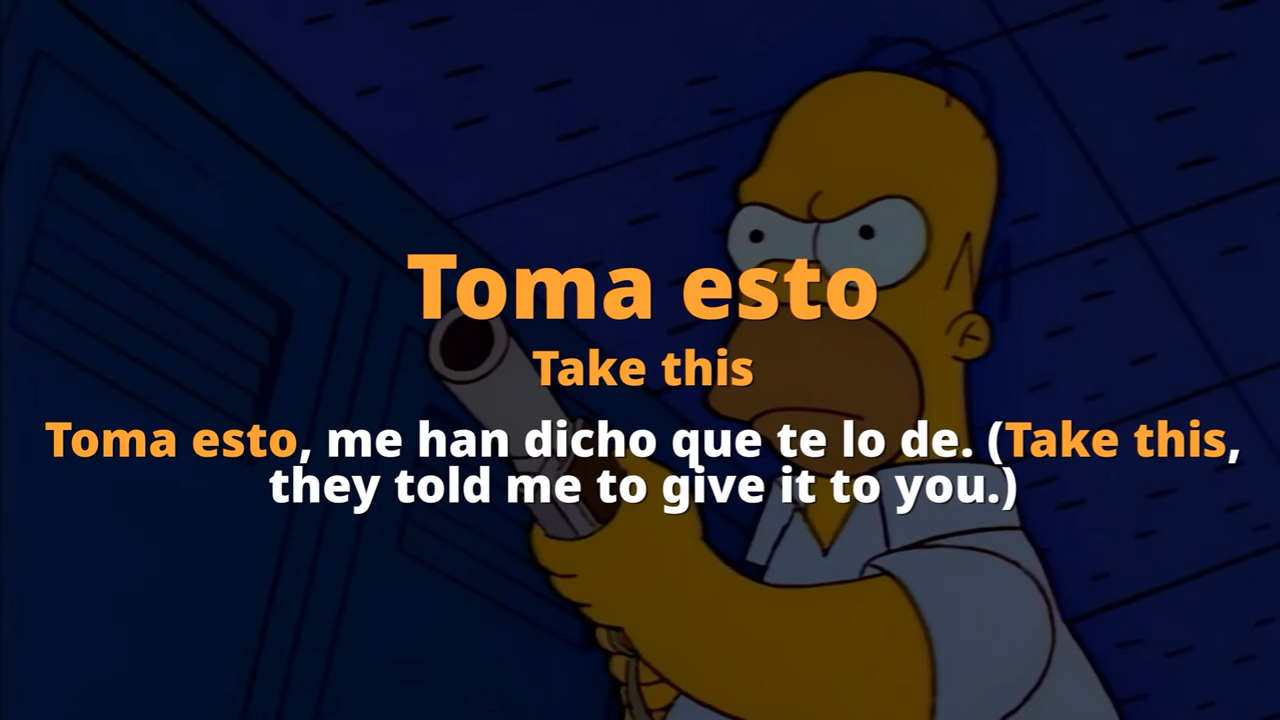 Toma esto
Take this
Toma esto, me han dicho que te lo de. (Take this,
they told me to give it to you.)